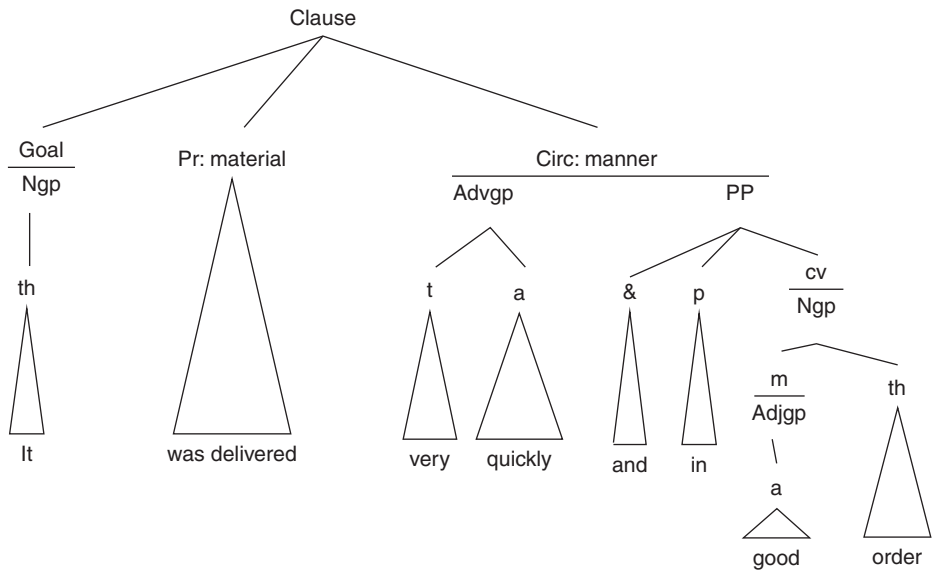 Clause
Goal Pr: material Circ: manner
Ngp Advgp PP
th t a & p cv
Ngp
m th
Adjgp
It was delivered very quickly and in
a
good order